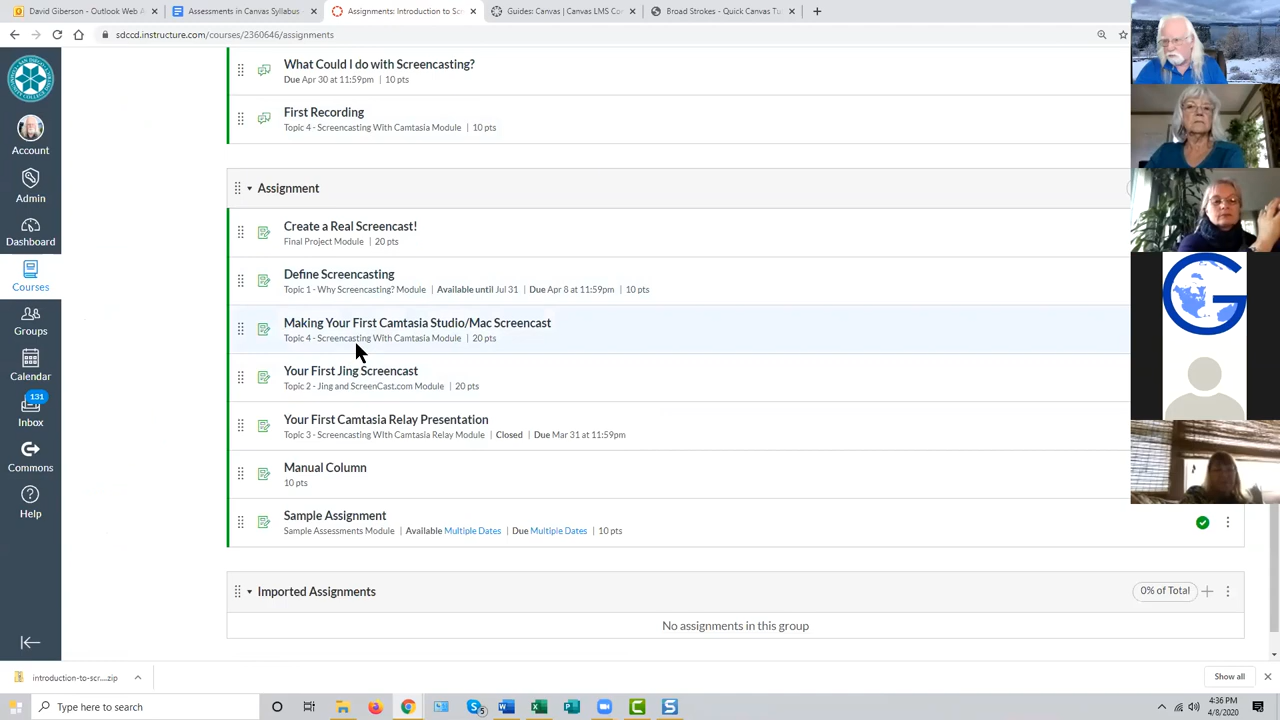 David Giberson - Outlook Web A
Assessments in Canvas Syllabus
Assignments: Introduction to Sc
Guides: Canvas | Canvas LMS Co
Broad Strokes - Quick Canvas Tu
sdccd.instructure.com/courses/2360646/assignments
Account
Admin
Dashboard
Courses
Groups
Calendar
131
Inbox
Commons
Help
What Could I do with Screencasting?
Due Apr 30 at 11:59pm | 10 pts
First Recording
Topic 4 - Screencasting With Camtasia Module | 10 pts
Assignment
Create a Real Screencast!
Final Project Module | 20 pts
Define Screencasting
Topic 1 - Why Screencasting? Module | Available until Jul 31 | Due Apr 8 at 11:59pm | 10 pts
Making Your First Camtasia Studio/Mac Screencast
Topic 4 - Screencasting With Camtasia Module | 20 pts
Your First Jing Screencast
Topic 2 - Jing and ScreenCast.com Module | 20 pts
Your First Camtasia Relay Presentation
Topic 3 - Screencasting With Camtasia Relay Module | Closed | Due Mar 31 at 11:59pm
Manual Column
10 pts
Sample Assignment
Sample Assessments Module | Available Multiple Dates | Due Multiple Dates | 10 pts
Imported Assignments
0% of Total
No assignments in this group
G
introduction-to-scr....zip
Show all
Type here to search
5
4:36 PM
4/8/2020